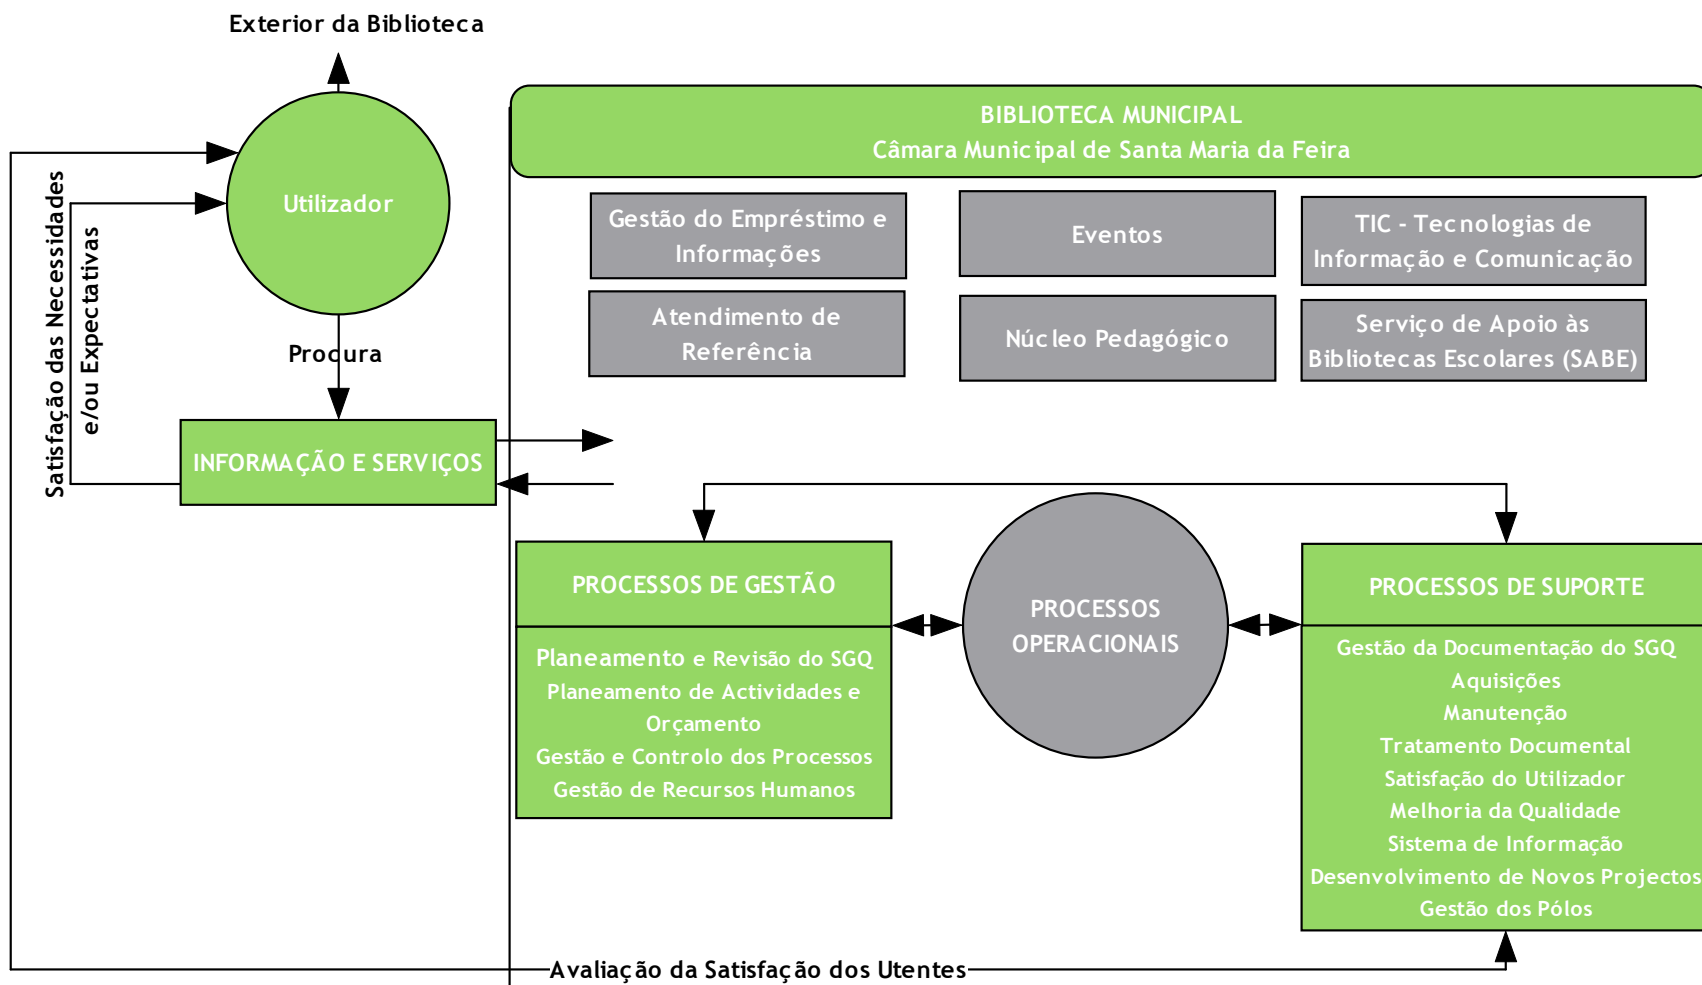 Exterior da Biblioteca
BIBLIOTECA MUNICIPAL
Câmara Municipal de Santa Maria da Feira
Utilizador
Satisfação das Necessidades
e/ou Expectativas
Gestão do Empréstimo e
Informações
Eventos
TIC - Tecnologias de
Informação e Comunicação
Atendimento de
Referência
Núcleo Pedagógico
Serviço de Apoio às
Bibliotecas Escolares (SABE)
Procura
INFORMAÇÃO E SERVIÇOS
PROCESSOS DE GESTÃO
Planeamento e Revisão do SGQ
Planeamento de Actividades e
Orçamento
Gestão e Controlo dos Processos
Gestão de Recursos Humanos
PROCESSOS
OPERACIONAIS
PROCESSOS DE SUPORTE
Gestão da Documentação do SGQ
Aquisições
Manutenção
Tratamento Documental
Satisfação do Utilizador
Melhoria da Qualidade
Sistema de Informação
Desenvolvimento de Novos Projectos
Gestão dos Pólos
Avaliação da Satisfação dos Utentes